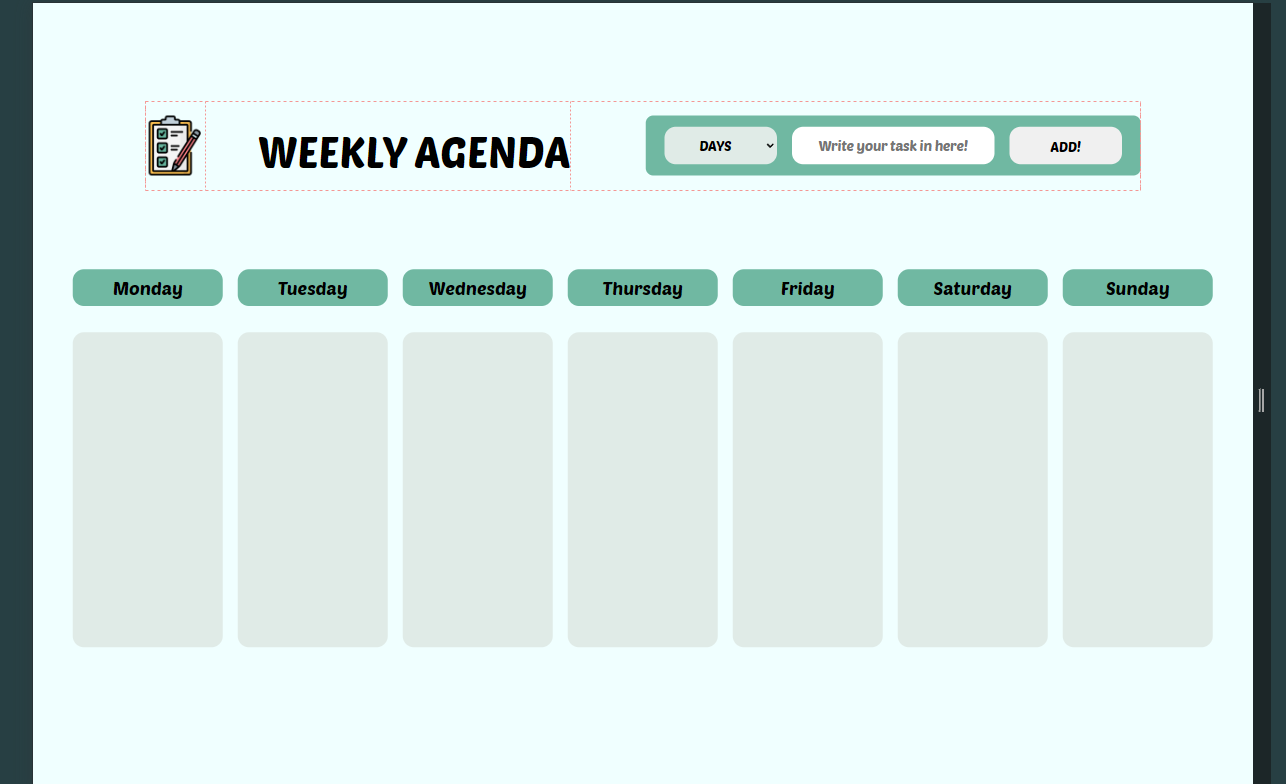 WEEKLY AGENDA
DAYS
Write your task in here!
ADD!
Monday Tuesday Wednesday Thursday Friday Saturday Sunday